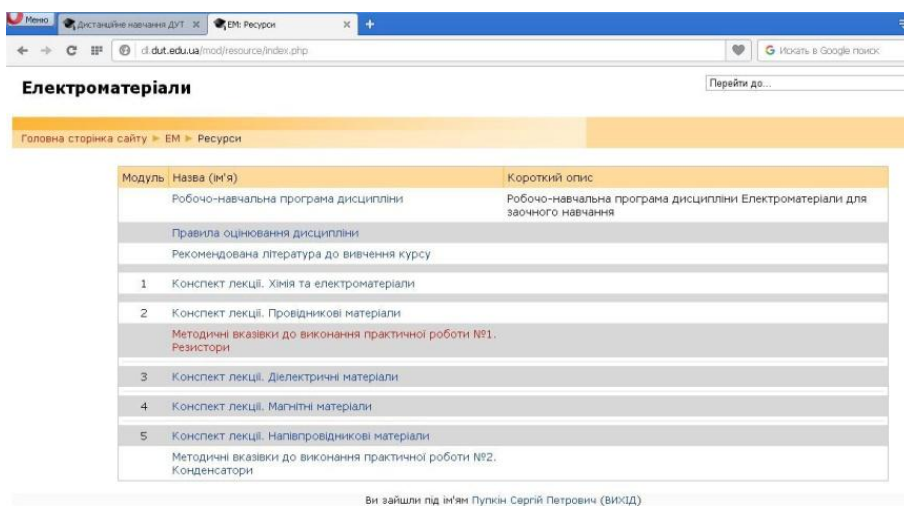 Меню
Дистанційне навчання ДУТ
ЕМ: Ресурси
dl.dut.edu.ua/mod/resource/index.php
Искать в Google поиск
Електроматеріали
Перейти до...
Головна сторінка сайту ► ЕМ ► Ресурси
Модуль Назва (ім'я) Короткий опис
Робочо-навчальна програма дисципліни Робочо-навчальна програма дисципліни Електроматеріали для
заочного навчання
Правила оцінювання дисципліни
Рекомендована література до вивчення курсу
1 Конспект лекції. Хімія та електроматеріали
2 Конспект лекції. Провідникові матеріали
Методичні вказівки до виконання практичної роботи №1.
Резистори
3 Конспект лекції. Діелектричні матеріали
4 Конспект лекції. Магнітні матеріали
5 Конспект лекції. Напівпровідникові матеріали
Методичні вказівки до виконання практичної роботи №2.
Конденсатори
Ви зайшли під ім'ям Пупкін Сергій Петрович (ВИХІД)